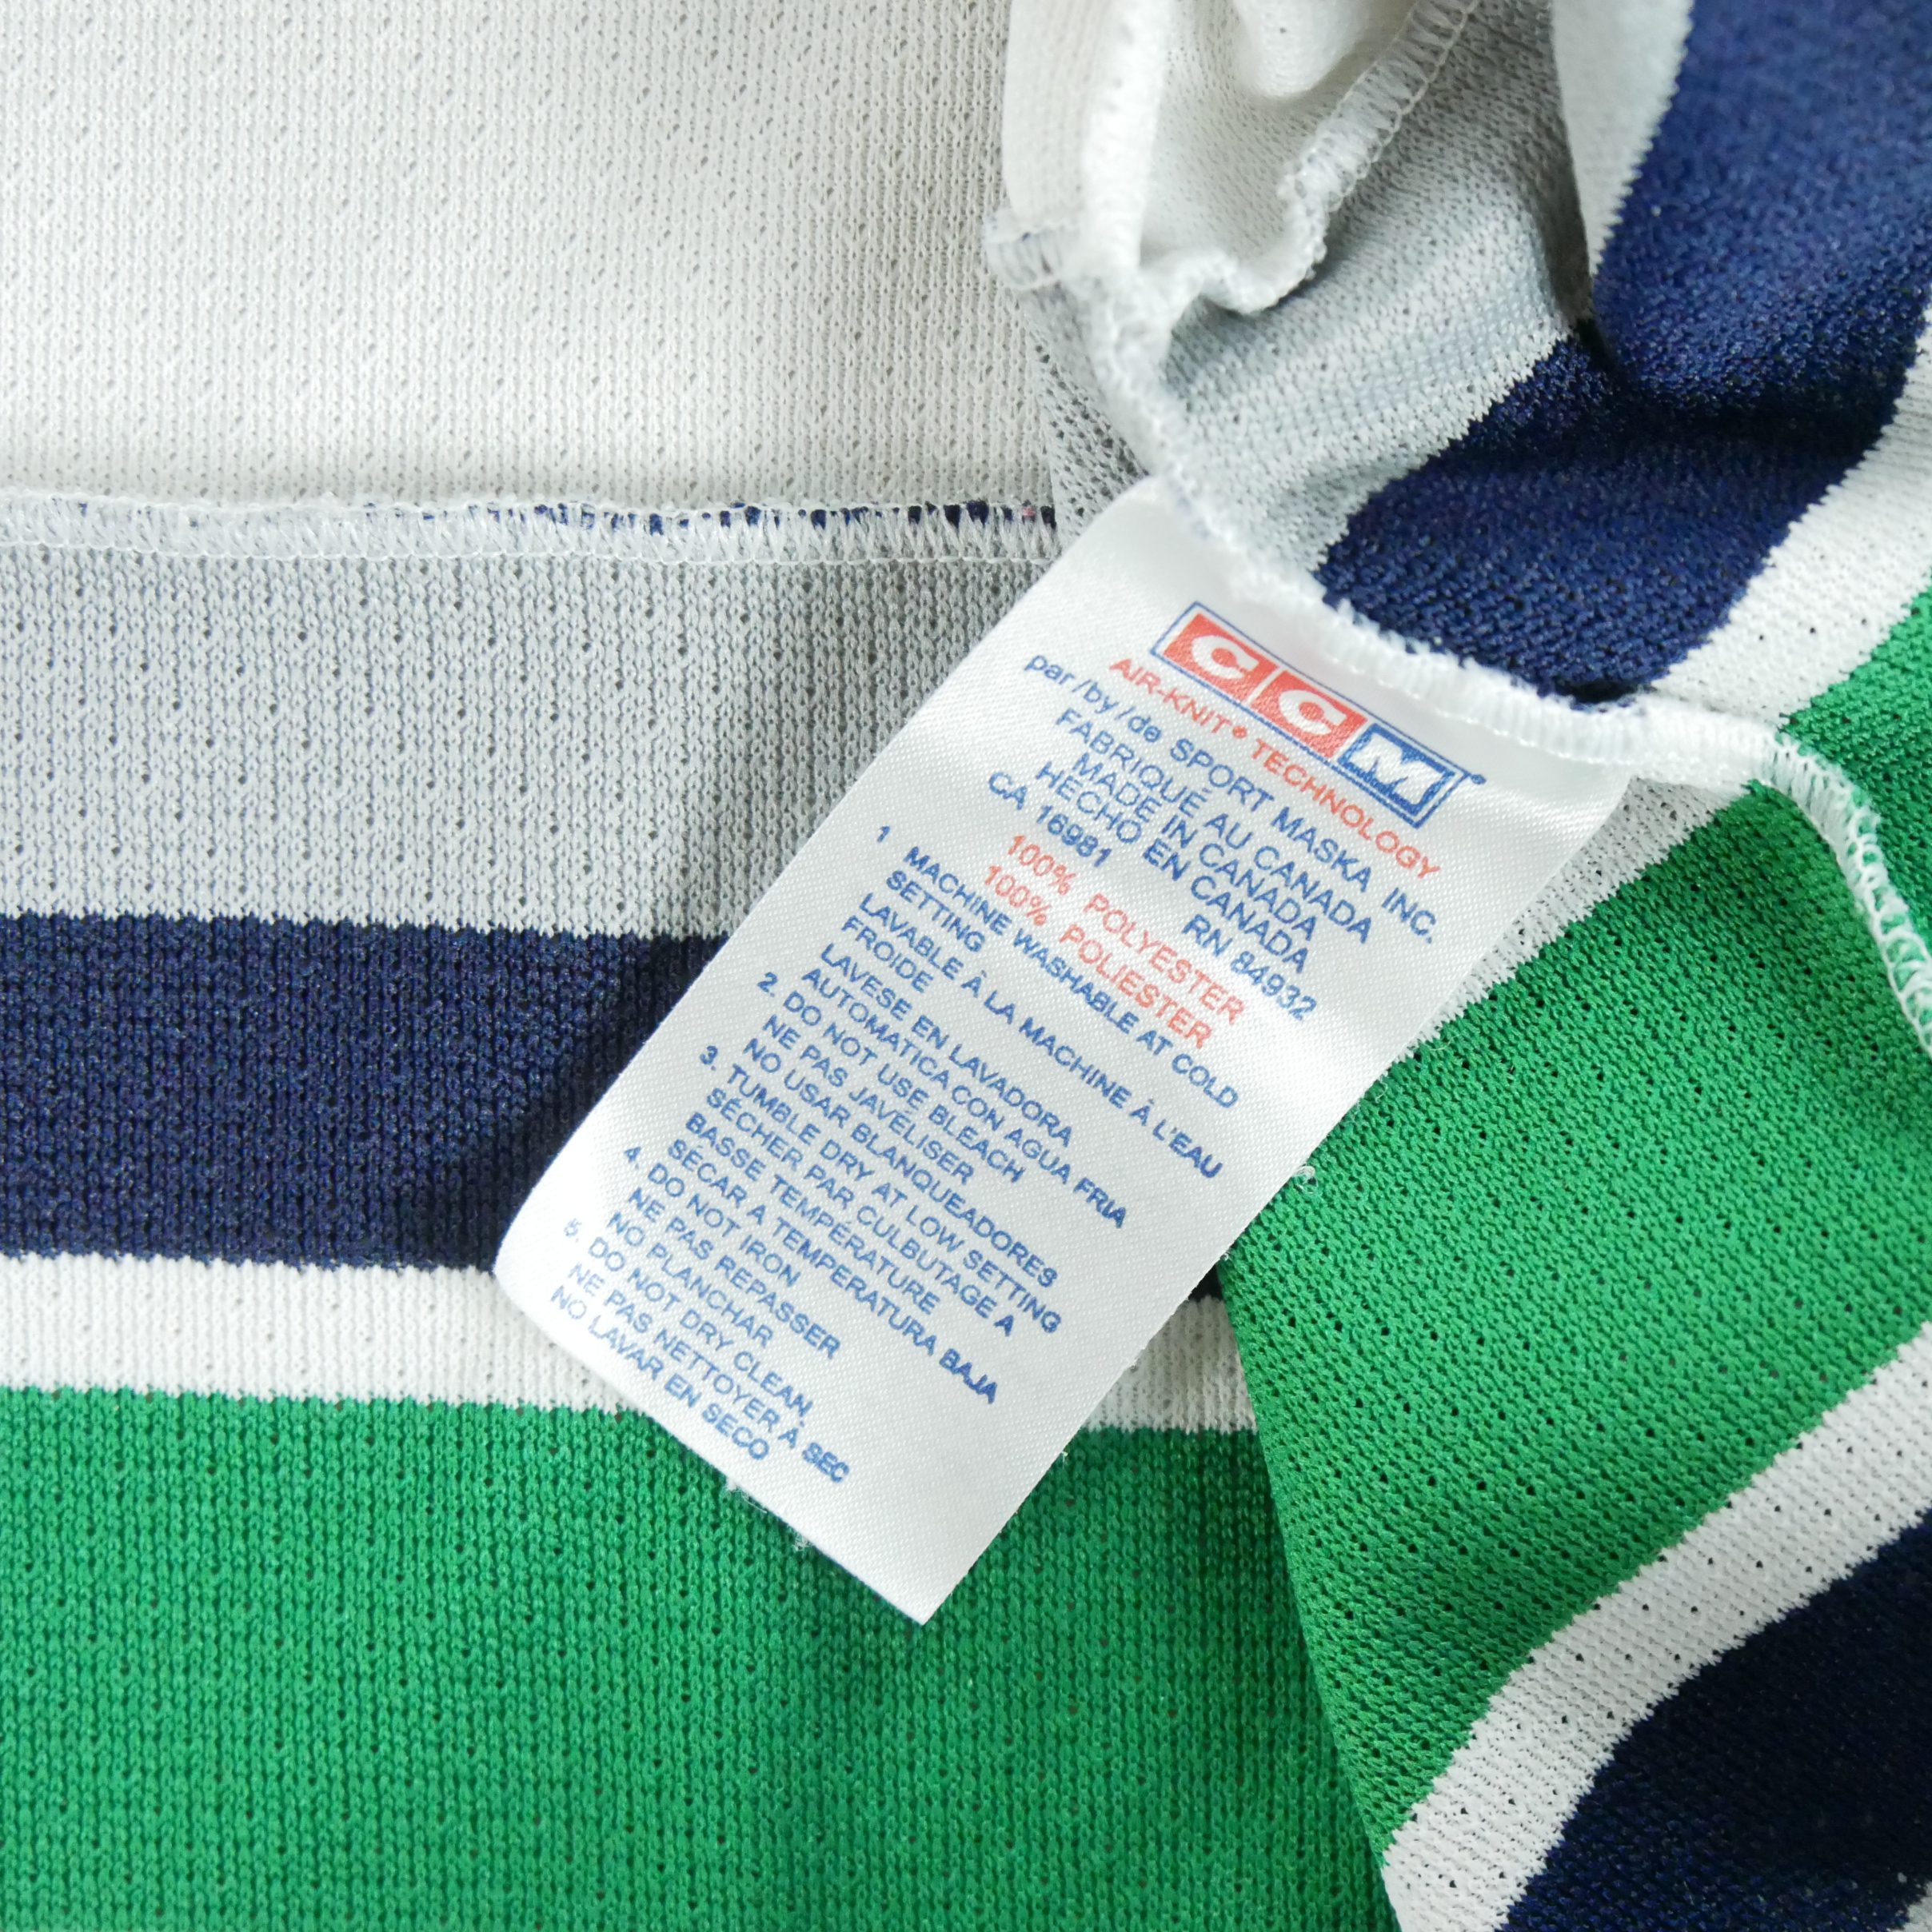 CCM
AIR-KNIT® TECHNOLOGY
par/by/de SPORT MASKA INC.
FABRIQUÉ AU CANADA
MADE IN CANADA
HECHO EN CANADA
CA 16981 RN 84932
100% POLYESTER
100% POLIESTER
1 MACHINE WASHABLE AT COLD
SETTING
LAVABLE À LA MACHINE À L'EAU
FROIDE
LAVESE EN LAVADORA
AUTOMATICA CON AGUA FRIA
2. DO NOT USE BLEACH
NE PAS JAVÉLISER
NO USAR BLANQUEADORES
3. TUMBLE DRY AT LOW SETTING
SÉCHER PAR CULBUTAGE A
BASSE TEMPÉRATURE
SECAR A TEMPERATURA BAJA
4. DO NOT IRON
NE PAS REPASSER
NO PLANCHAR
5. DO NOT DRY CLEAN
NE PAS NETTOYER À SEC
NO LAVAR EN SECO